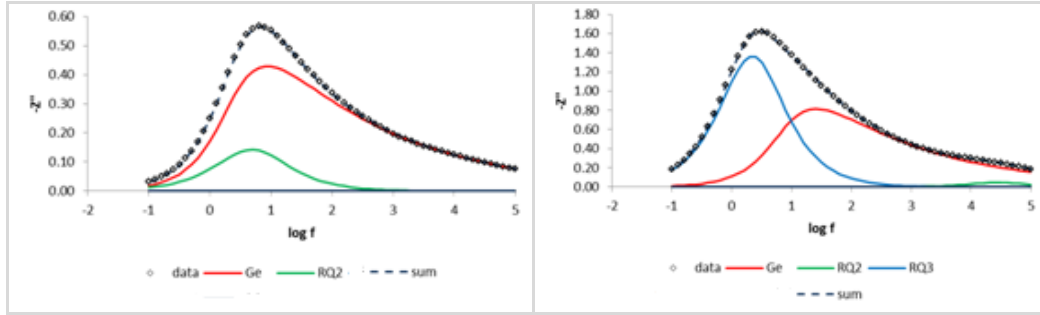 0.60
0.50
0.40
0.30
0.20
0.10
0.00
-Z''
-2 -1 0 1 2 3 4 5
log f
data Ge RQ2 sum
1.80
1.60
1.40
1.20
1.00
0.80
0.60
0.40
0.20
0.00
-Z''
-2 -1 0 1 2 3 4 5
log f
data Ge RQ2 RQ3
sum